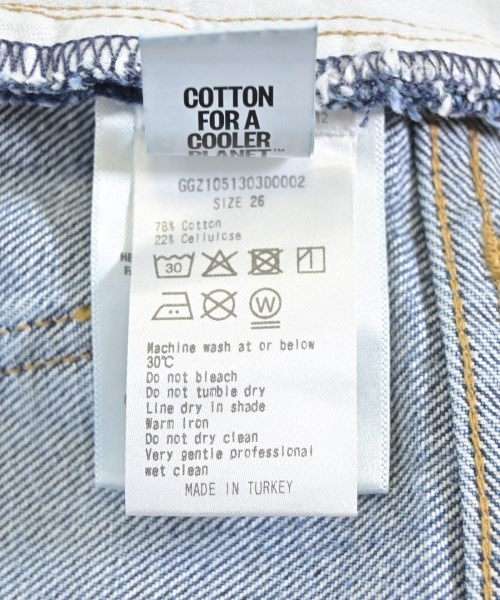 COTTON
FOR A
COOLER
PLANET™
GGZ1051303D0002
SIZE 26
78% Cotton
22% Cellulose
30
W
Machine wash at or below
30℃
Do not bleach
Do not tumble dry
Line dry in shade
Warm iron
Do not dry clean
Very gentle professional
wet clean
MADE IN TURKEY